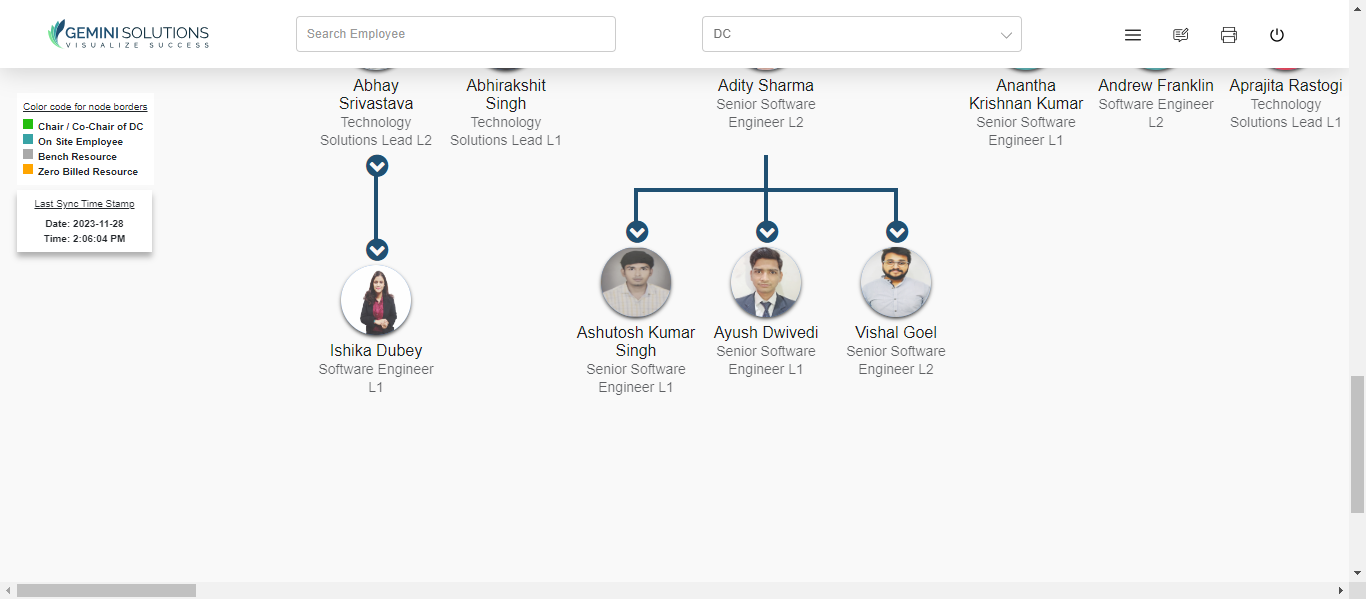 GEMINI SOLUTIONS
VISUALIZE SUCCESS
Search Employee
DC
Color code for node borders
Chair / Co-Chair of DC
On Site Employee
Bench Resource
Zero Billed Resource
Last Sync Time Stamp
Date: 2023-11-28
Time: 2:06:04 PM
Abhay
Srivastava
Technology
Solutions Lead L2
Abhirakshit
Singh
Technology
Solutions Lead L1
Adity Sharma
Senior Software
Engineer L2
Anantha
Krishnan Kumar
Senior Software
Engineer L1
Andrew Franklin
Software Engineer
L2
Aprajita Rastogi
Technology
Solutions Lead L1
Ishika Dubey
Software Engineer
L1
Ashutosh Kumar
Singh
Senior Software
Engineer L1
Ayush Dwivedi
Senior Software
Engineer L1
Vishal Goel
Senior Software
Engineer L2